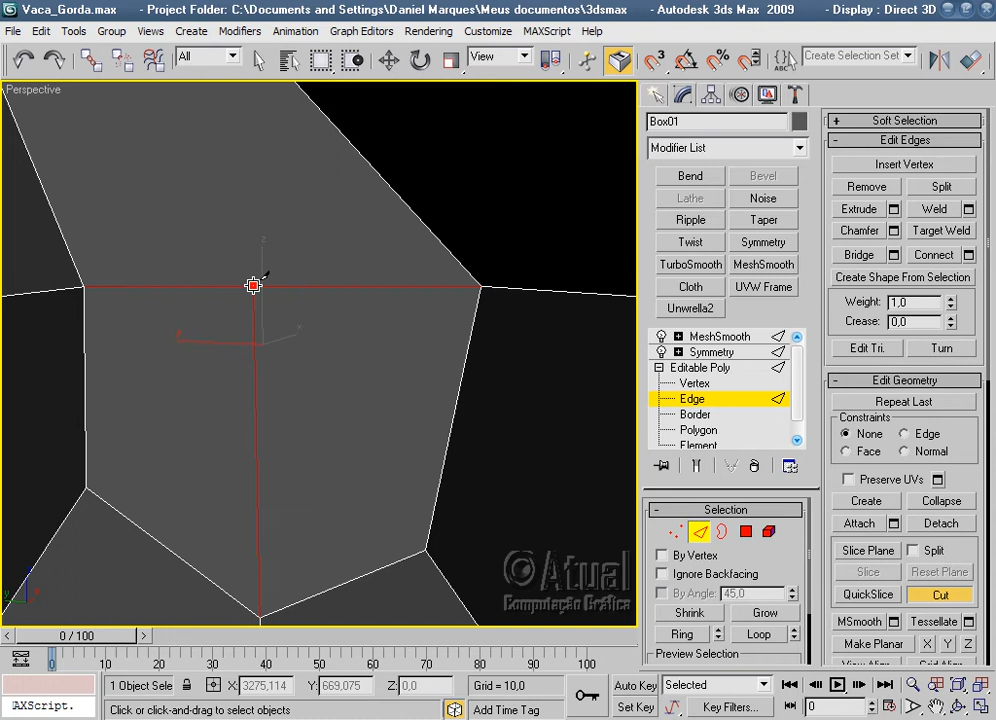 Vaca_Gorda.max - Project Folder: C:\Documents and Settings\Daniel Marques\Meus documentos\3dsmax - Autodesk 3ds Max 2009 - Display : Direct 3D
File Edit Tools Group Views Create Modifiers Animation Graph Editors Rendering Customize MAXScript Help
All View Create Selection Set
Perspective
Box01
Modifier List
Bend Bevel
Lathe Noise
Ripple Taper
Twist Symmetry
TurboSmooth MeshSmooth
Cloth UVW Frame
Unwrella2
MeshSmooth
Symmetry
Editable Poly
Vertex
Edge
Border
Polygon
Element
Selection
By Vertex
Ignore Backfacing
By Angle: 45,0
Shrink Grow
Ring Loop
Preview Selection
Soft Selection
Edit Edges
Insert Vertex
Remove Split
Extrude Weld
Chamfer Target Weld
Bridge Connect
Create Shape From Selection
Weight: 1,0
Crease: 0,0
Edit Tri. Turn
Edit Geometry
Repeat Last
Constraints
None Edge
Face Normal
Preserve UVs
Create Collapse
Attach Detach
Slice Plane Split
Slice Reset Plane
QuickSlice Cut
MSmooth Tessellate
Make Planar X Y Z
View Align Grid Align
z
x
©Atual
Computação Gráfica
0 / 100
0 10 20 30 40 50 60 70 80 90 100
1 Object Sele X: 3275,114 Y: 669,075 Z: 0,0 Grid = 10,0 Auto Key Selected
AXScript. Click or click-and-drag to select objects Add Time Tag Set Key Key Filters... 0